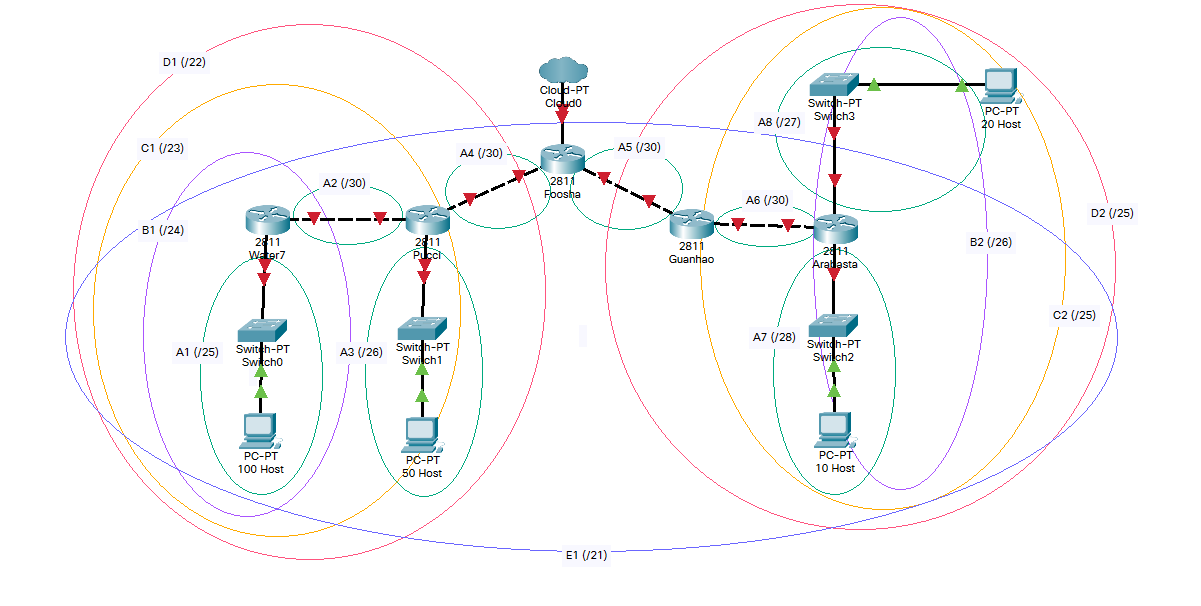 D1 (/22)
Cloud-PT
Cloud0
Switch-PT
Switch3
PC-PT
20 Host
A8 (/27)
C1 (/23)
A4 (/30)
A5 (/30)
2811
Foosha
A2 (/30)
A6 (/30)
D2 (/25)
B1 (/24)
2811
Water7
2811
Pucci
2811
Guanhao
2811
Arabasta
B2 (/26)
C2 (/25)
A1 (/25)
Switch-PT
Switch0
A3 (/26)
Switch-PT
Switch1
A7 (/28)
Switch-PT
Switch2
PC-PT
100 Host
PC-PT
50 Host
PC-PT
10 Host
E1 (/21)